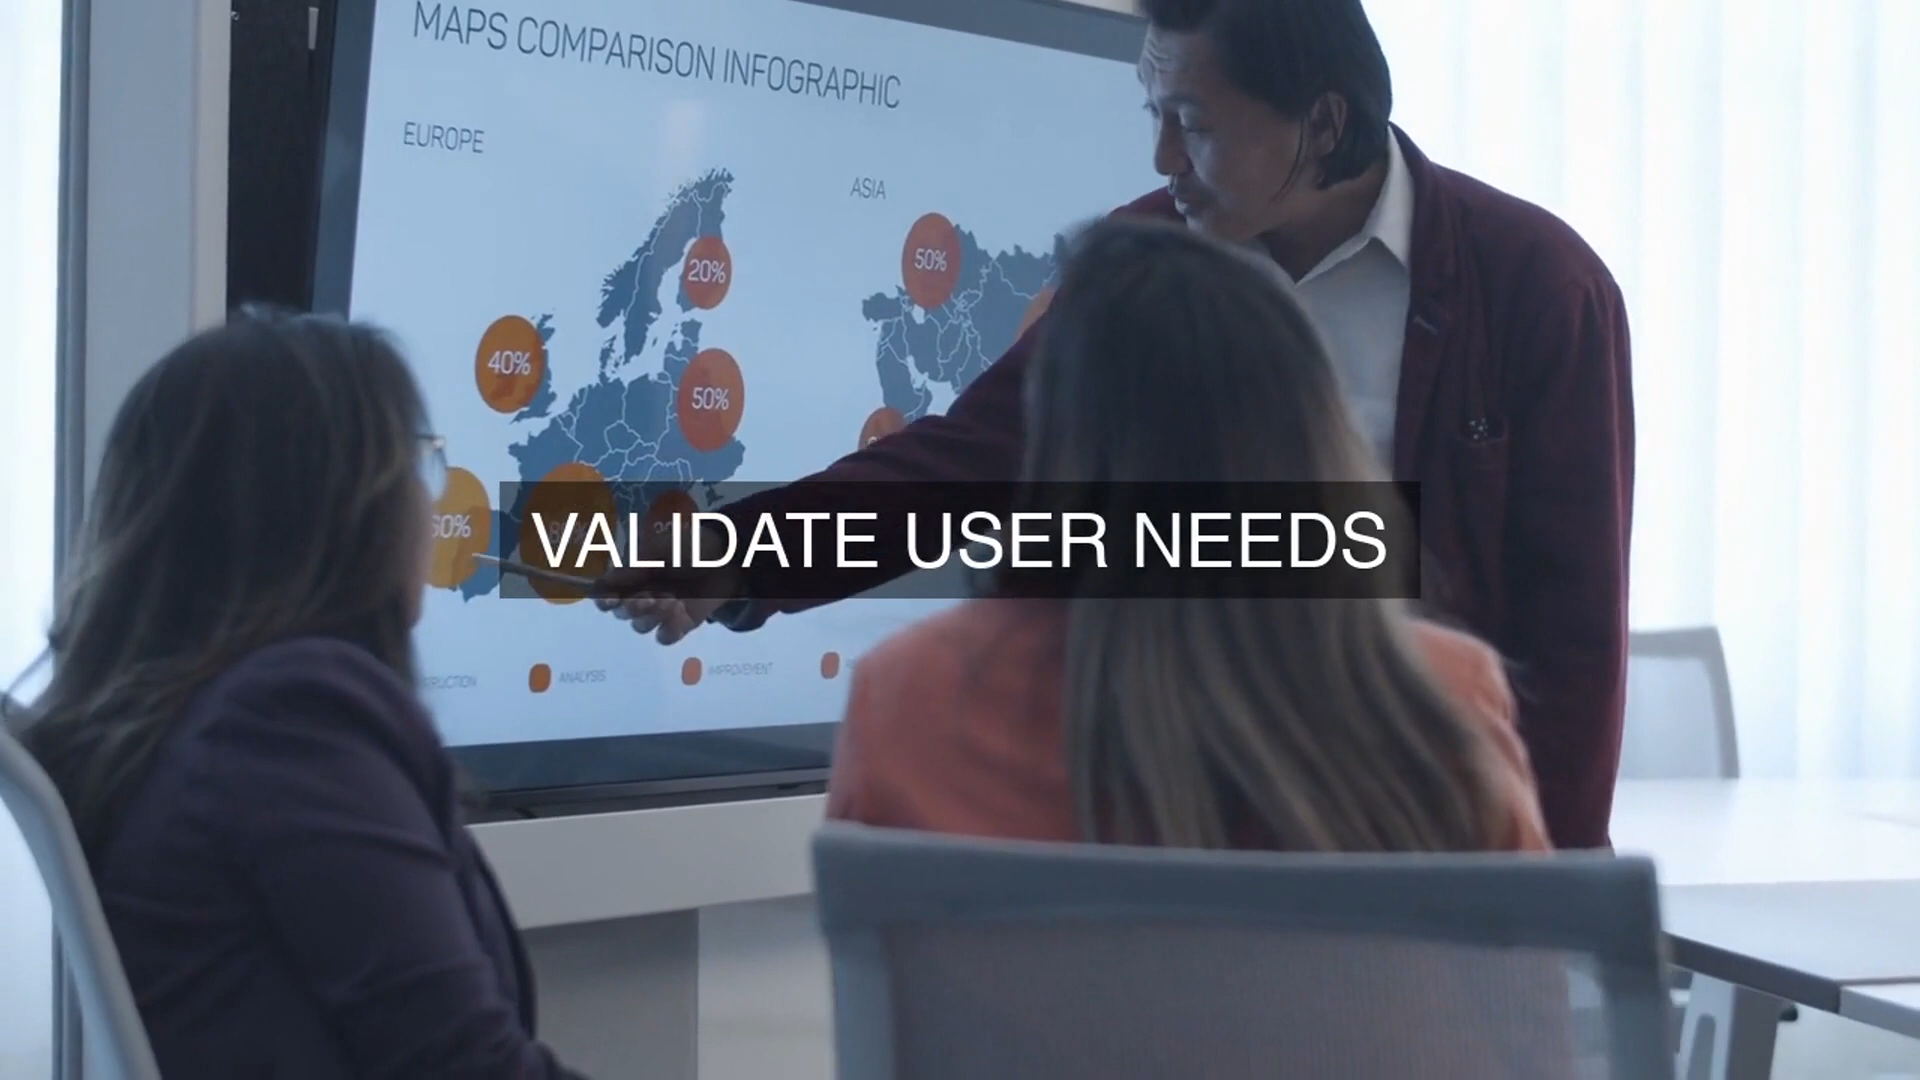 MAPS COMPARISON INFOGRAPHIC
EUROPE
ASIA
20%
50%
40%
50%
VALIDATE USER NEEDS
ANALYSIS
IMPROVEMENT